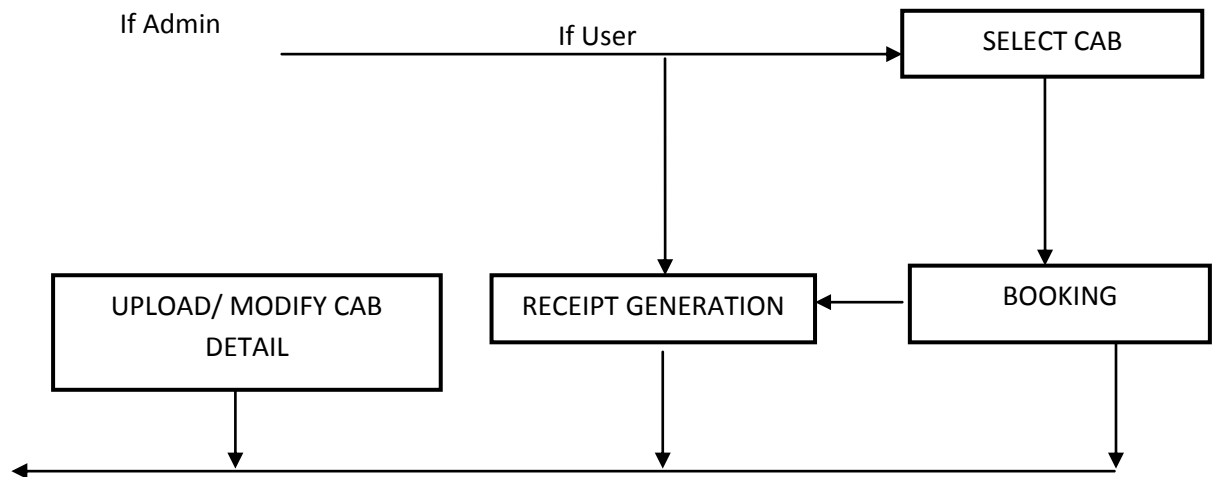 If Admin
If User
SELECT CAB
UPLOAD/ MODIFY CAB
DETAIL
RECEIPT GENERATION
BOOKING